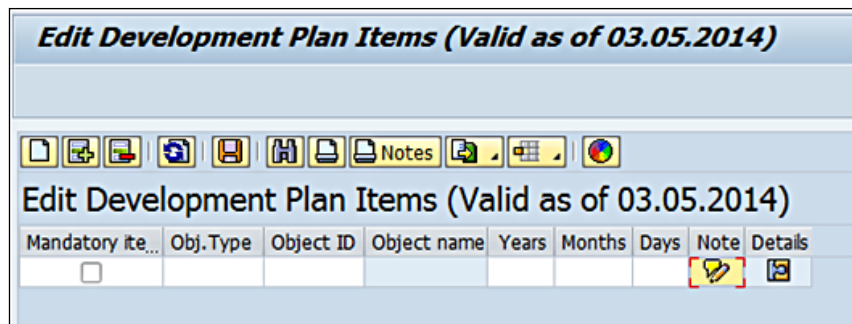 Edit Development Plan Items (Valid as of 03.05.2014)
Notes
Edit Development Plan Items (Valid as of 03.05.2014)
Mandatory ite... Obj.Type Object ID Object name Years Months Days Note Details